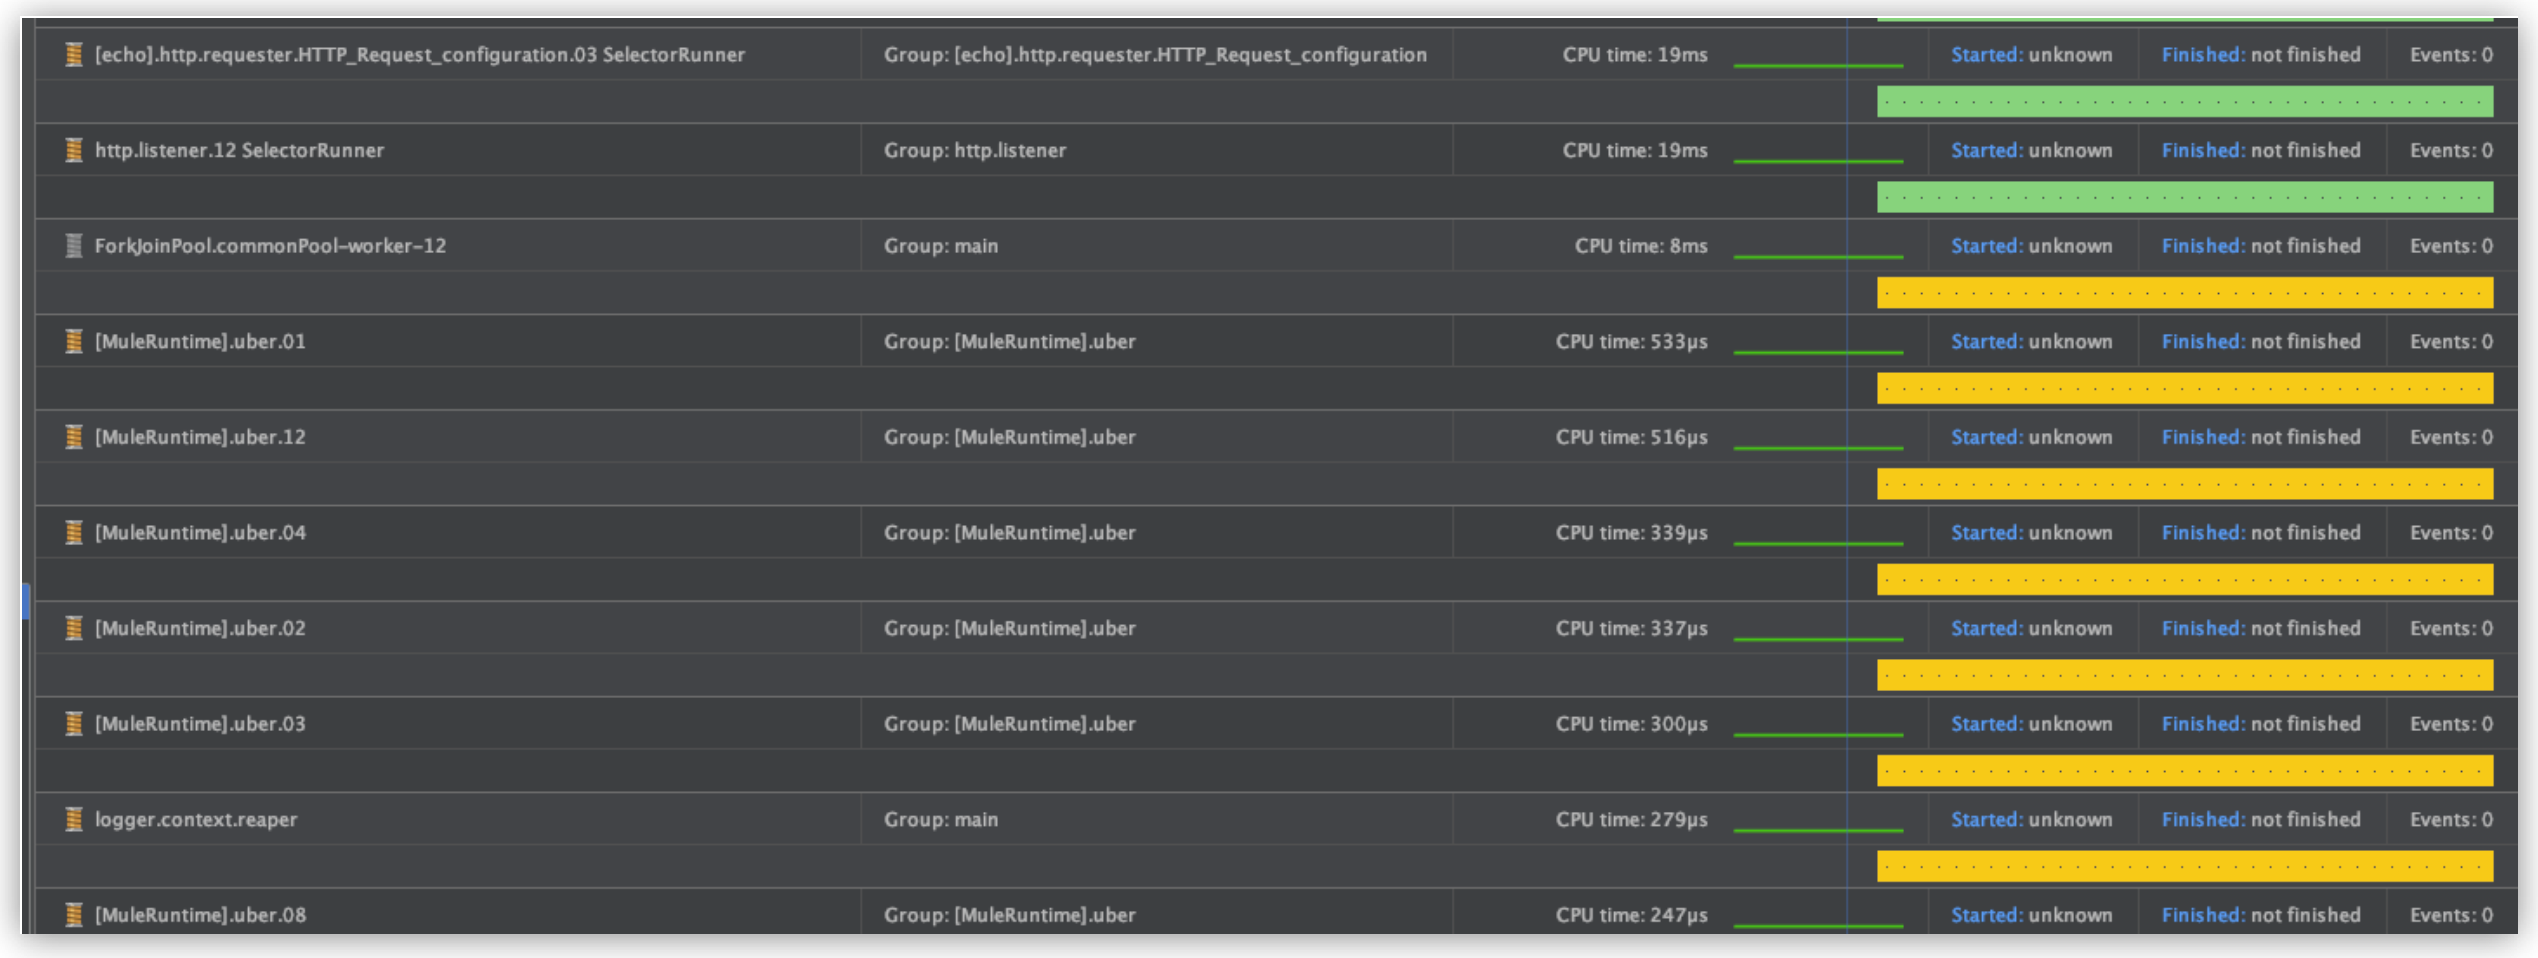 [echo].http.requester.HTTP_Request_configuration.03 SelectorRunner Group: [echo].http.requester.HTTP_Request_configuration CPU time: 19ms Started: unknown Finished: not finished Events: 0
http.listener.12 SelectorRunner Group: http.listener CPU time: 19ms Started: unknown Finished: not finished Events: 0
ForkJoinPool.commonPool-worker-12 Group: main CPU time: 8ms Started: unknown Finished: not finished Events: 0
[MuleRuntime].uber.01 Group: [MuleRuntime].uber CPU time: 533µs Started: unknown Finished: not finished Events: 0
[MuleRuntime].uber.12 Group: [MuleRuntime].uber CPU time: 516µs Started: unknown Finished: not finished Events: 0
[MuleRuntime].uber.04 Group: [MuleRuntime].uber CPU time: 339µs Started: unknown Finished: not finished Events: 0
[MuleRuntime].uber.02 Group: [MuleRuntime].uber CPU time: 337µs Started: unknown Finished: not finished Events: 0
[MuleRuntime].uber.03 Group: [MuleRuntime].uber CPU time: 300µs Started: unknown Finished: not finished Events: 0
logger.context.reaper Group: main CPU time: 279µs Started: unknown Finished: not finished Events: 0
[MuleRuntime].uber.08 Group: [MuleRuntime].uber CPU time: 247µs Started: unknown Finished: not finished Events: 0